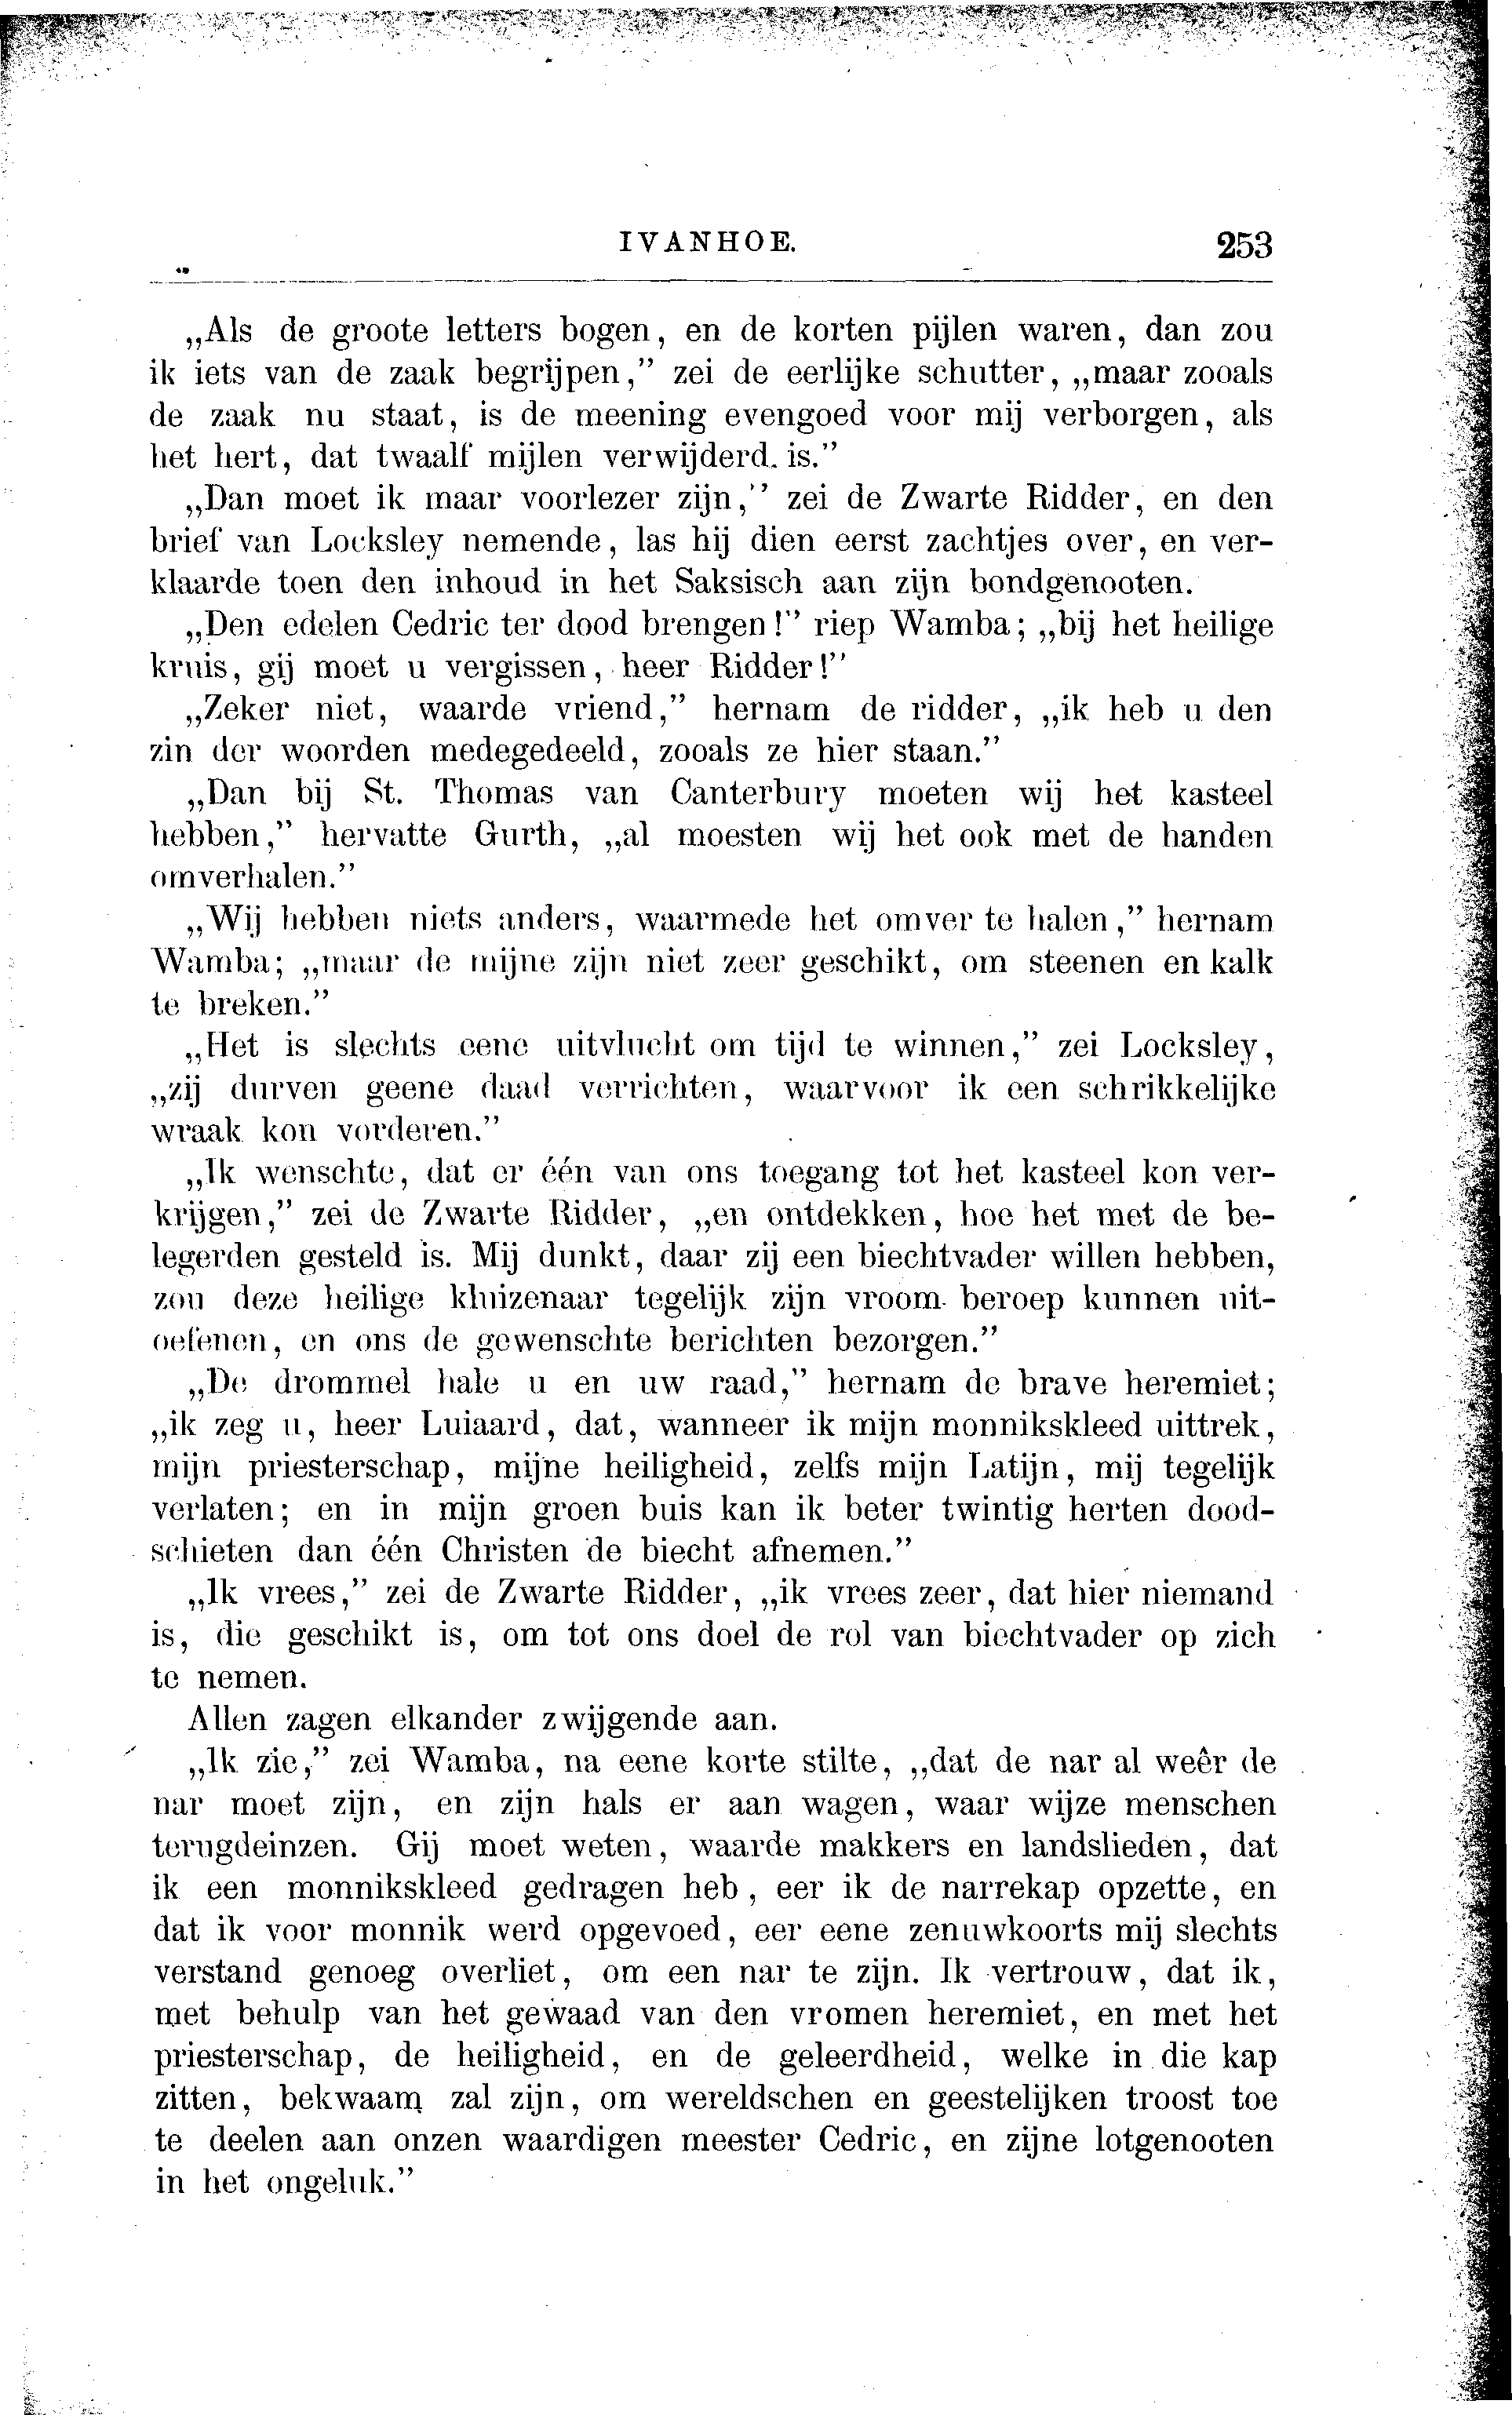 IVANHOE. 253
„Als de groote letters bogen, en de korten pijlen waren, dan zou
ik iets van de zaak begrijpen,” zei de eerlijke schutter, „maar zooals
de zaak nu staat, is de meening evengoed voor mij verborgen, als
het hert, dat twaalf mijlen verwijderd. is.”
„Dan moet ik maar voorlezer zijn,” zei de Zwarte Ridder, en den
brief van Locksley nemende, las hij dien eerst zachtjes over, en ver-
klaarde toen den inhoud in het Saksisch aan zijn bondgenooten.
„Den edelen Cedric ter dood brengen!” riep Wamba; „bij het heilige
kruis, gij moet u vergissen, heer Ridder!”
„Zeker niet, waarde vriend,” hernam de ridder, „ik heb u den
zin der woorden medegedeeld, zooals ze hier staan.”
„Dan bij St. Thomas van Canterbury moeten wij het kasteel
hebben,” hervatte Gurth, „al moesten wij het ook met de handen
omverhalen.”
„Wij hebben niets anders, waarmede het omver te halen,” hernam
Wamba; „maar de mijne zijn niet zeer geschikt, om steenen en kalk
te breken.”
„Het is slechts eene uitvlucht om tijd te winnen,” zei Locksley,
„zij durven geene daad verrichten, waarvoor ik een schrikkelijke
wraak kon vorderen.”
„Ik wenschte, dat er één van ons toegang tot het kasteel kon ver-
krijgen,” zei de Zwarte Ridder, „en ontdekken, hoe het met de be-
legerden gesteld is. Mij dunkt, daar zij een biechtvader willen hebben,
zou deze heilige kluizenaar tegelijk zijn vroom beroep kunnen uit-
oefenen, en ons de gewenschte berichten bezorgen.”
„De drommel hale u en uw raad,” hernam de brave heremiet;
„ik zeg u, heer Luiaard, dat, wanneer ik mijn monnikskleed uittrek,
mijn priesterschap, mijne heiligheid, zelfs mijn Latijn, mij tegelijk
verlaten; en in mijn groen buis kan ik beter twintig herten dood-
schieten dan één Christen de biecht afnemen.”
„Ik vrees,” zei de Zwarte Ridder, „ik vrees zeer, dat hier niemand
is, die geschikt is, om tot ons doel de rol van biechtvader op zich
te nemen.
Allen zagen elkander zwijgende aan.
„Ik zie,” zei Wamba, na eene korte stilte, „dat de nar al weêr de
nar moet zijn, en zijn hals er aan wagen, waar wijze menschen
terugdeinzen. Gij moet weten, waarde makkers en landslieden, dat
ik een monnikskleed gedragen heb, eer ik de narrekap opzette, en
dat ik voor monnik werd opgevoed, eer eene zenuwkoorts mij slechts
verstand genoeg overliet, om een nar te zijn. Ik vertrouw, dat ik,
met behulp van het gewaad van den vromen heremiet, en met het
priesterschap, de heiligheid, en de geleerdheid, welke in die kap
zitten, bekwaam zal zijn, om wereldschen en geestelijken troost toe
te deelen aan onzen waardigen meester Cedric, en zijne lotgenooten
in het ongeluk.”